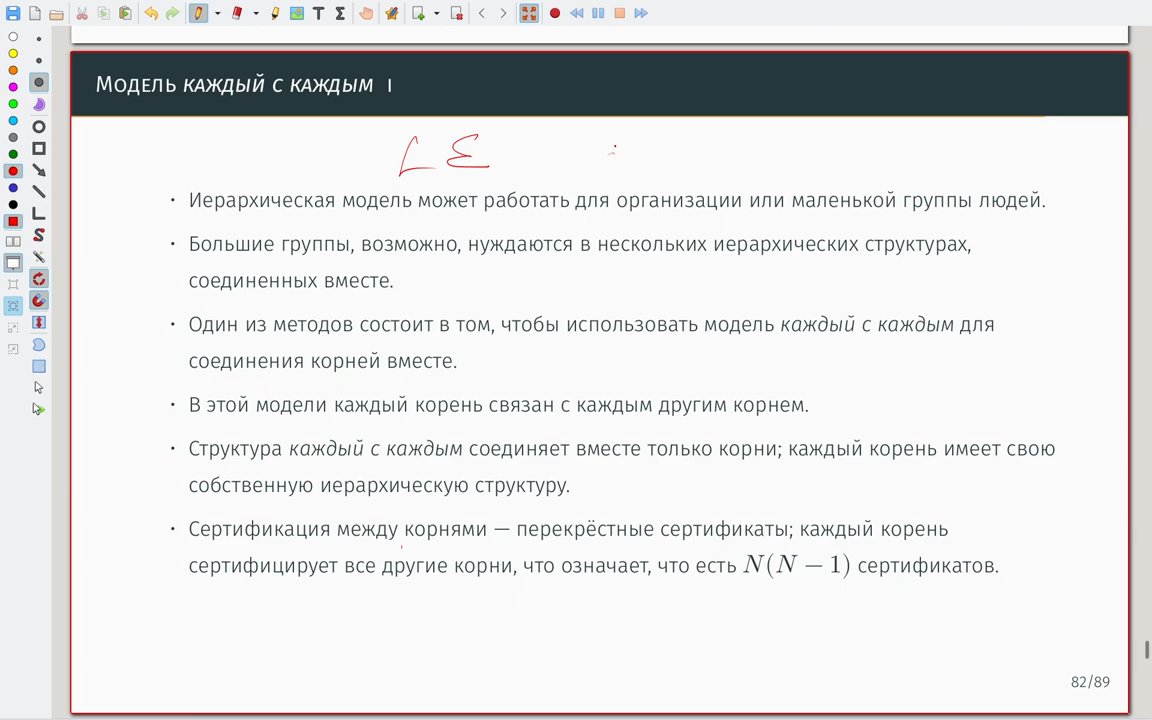 Модель каждый с каждым I
LE
• Иерархическая модель может работать для организации или маленькой группы людей.
• Большие группы, возможно, нуждаются в нескольких иерархических структурах,
соединенных вместе.
• Один из методов состоит в том, чтобы использовать модель каждый с каждым для
соединения корней вместе.
• В этой модели каждый корень связан с каждым другим корнем.
• Структура каждый с каждым соединяет вместе только корни; каждый корень имеет свою
собственную иерархическую структуру.
• Сертификация между корнями — перекрёстные сертификаты; каждый корень
сертифицирует все другие корни, что означает, что есть N(N − 1) сертификатов.
82/89